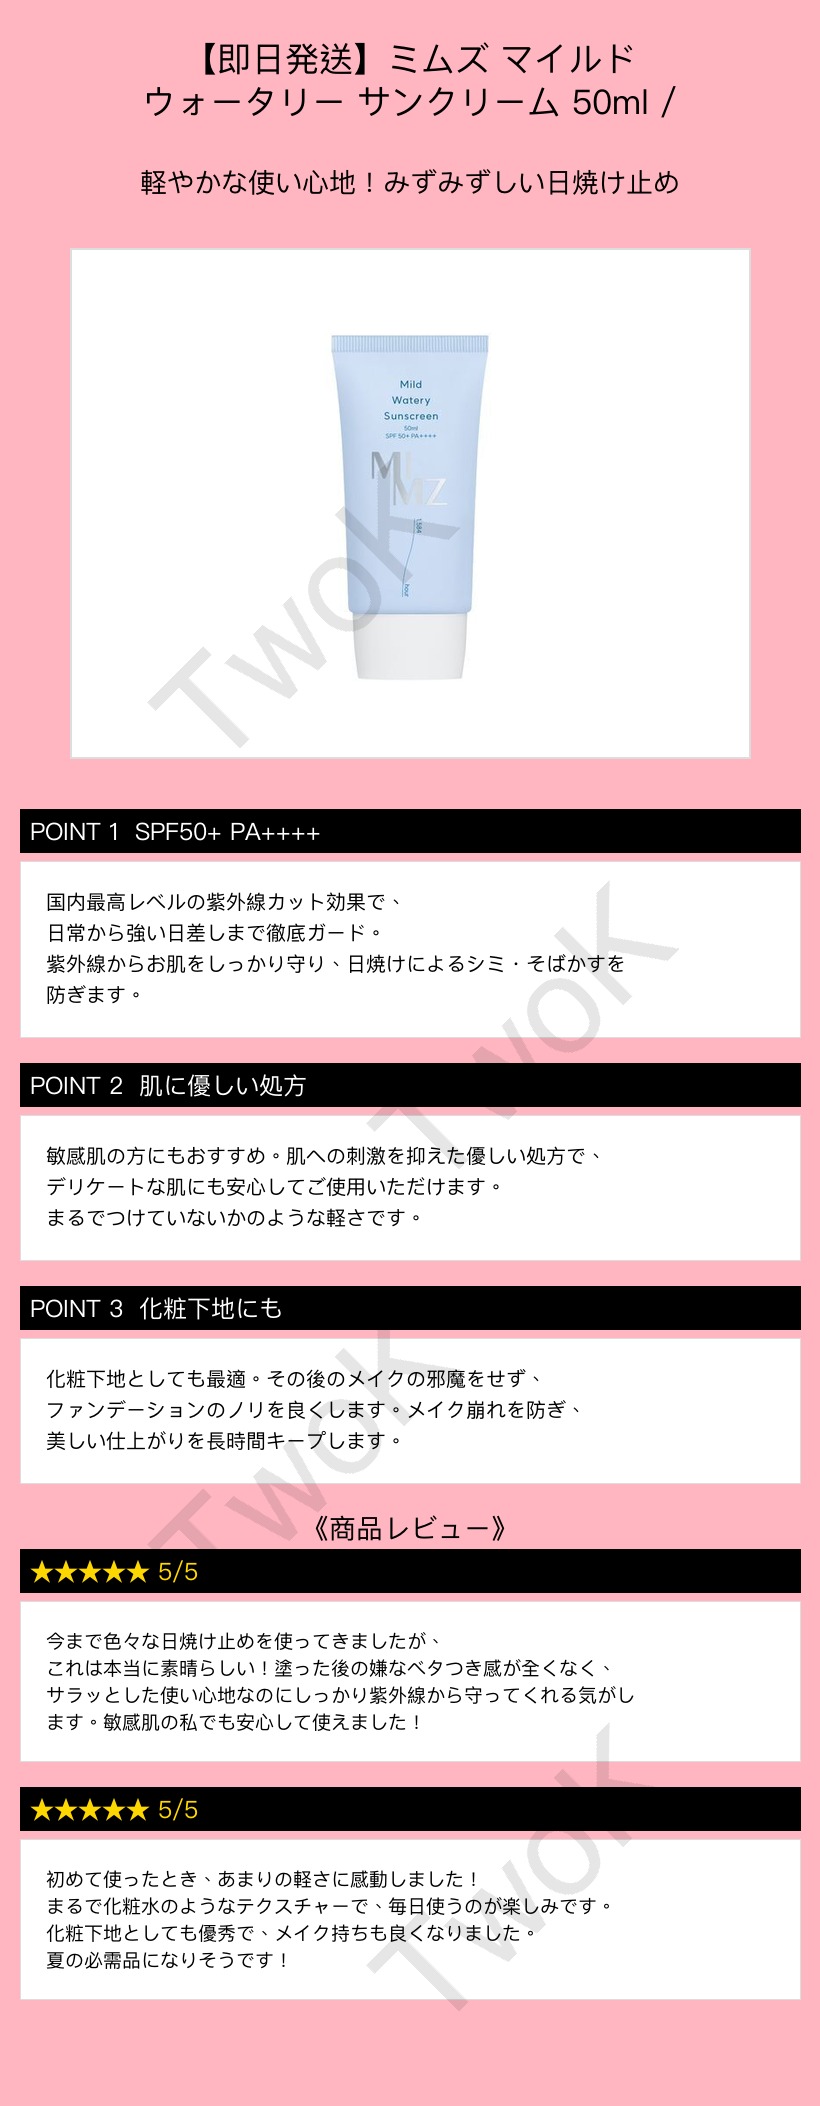 【即日発送】ミムズ マイルド
ウォータリー サンクリーム 50ml /
軽やかな使い心地！みずみずしい日焼け止め
Mild
Watery
Sunscreen
50ml
SPF 50+ PA++++
MI
MZ
1,584
hour
TwoK
POINT 1 SPF50+ PA++++
国内最高レベルの紫外線カット効果で、
日常から強い日差しまで徹底ガード。
紫外線からお肌をしっかり守り、日焼けによるシミ・そばかすを
防ぎます。
TwoK
POINT 2 肌に優しい処方
敏感肌の方にもおすすめ。肌への刺激を抑えた優しい処方で、
デリケートな肌にも安心してご使用いただけます。
まるでつけていないかのような軽さです。
POINT 3 化粧下地にも
化粧下地としても最適。その後のメイクの邪魔をせず、
ファンデーションのノリを良くします。メイク崩れを防ぎ、
美しい仕上がりを長時間キープします。
TwoK
《商品レビュー》
★★★★★ 5/5
今まで色々な日焼け止めを使ってきましたが、
これは本当に素晴らしい！塗った後の嫌なベタつき感が全くなく、
サラッとした使い心地なのにしっかり紫外線から守ってくれる気がし
ます。敏感肌の私でも安心して使えました！
★★★★★ 5/5
初めて使ったとき、あまりの軽さに感動しました！
まるで化粧水のようなテクスチャーで、毎日使うのが楽しみです。
化粧下地としても優秀で、メイク持ちも良くなりました。
夏の必需品になりそうです！
TwoK